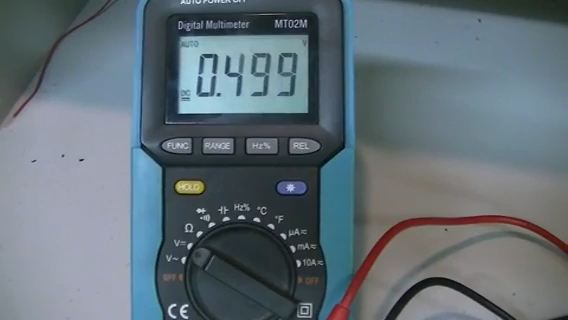 AUTO POWER OFF
Digital Multimeter MT02M
AUTO V
0.499
DC
FUNC RANGE Hz% REL
HOLD
Hz%
°C
°F
Ω
µA
mA
V
10A
V~
OFF OFF
CE